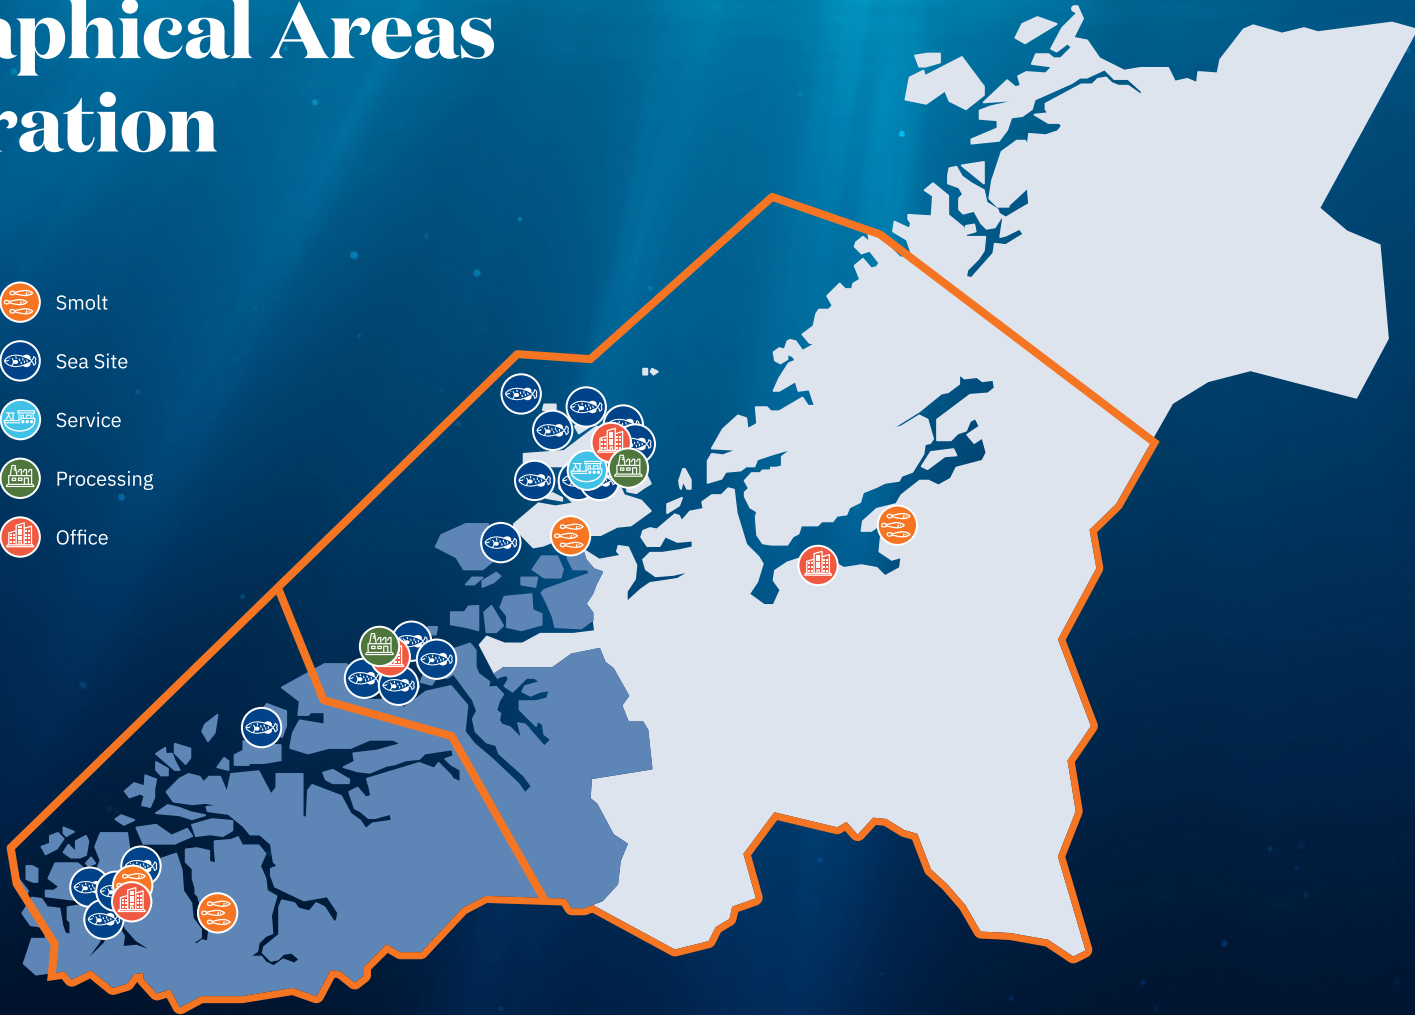 aphical Areas
ration
Smolt
Sea Site
Service
Processing
Office